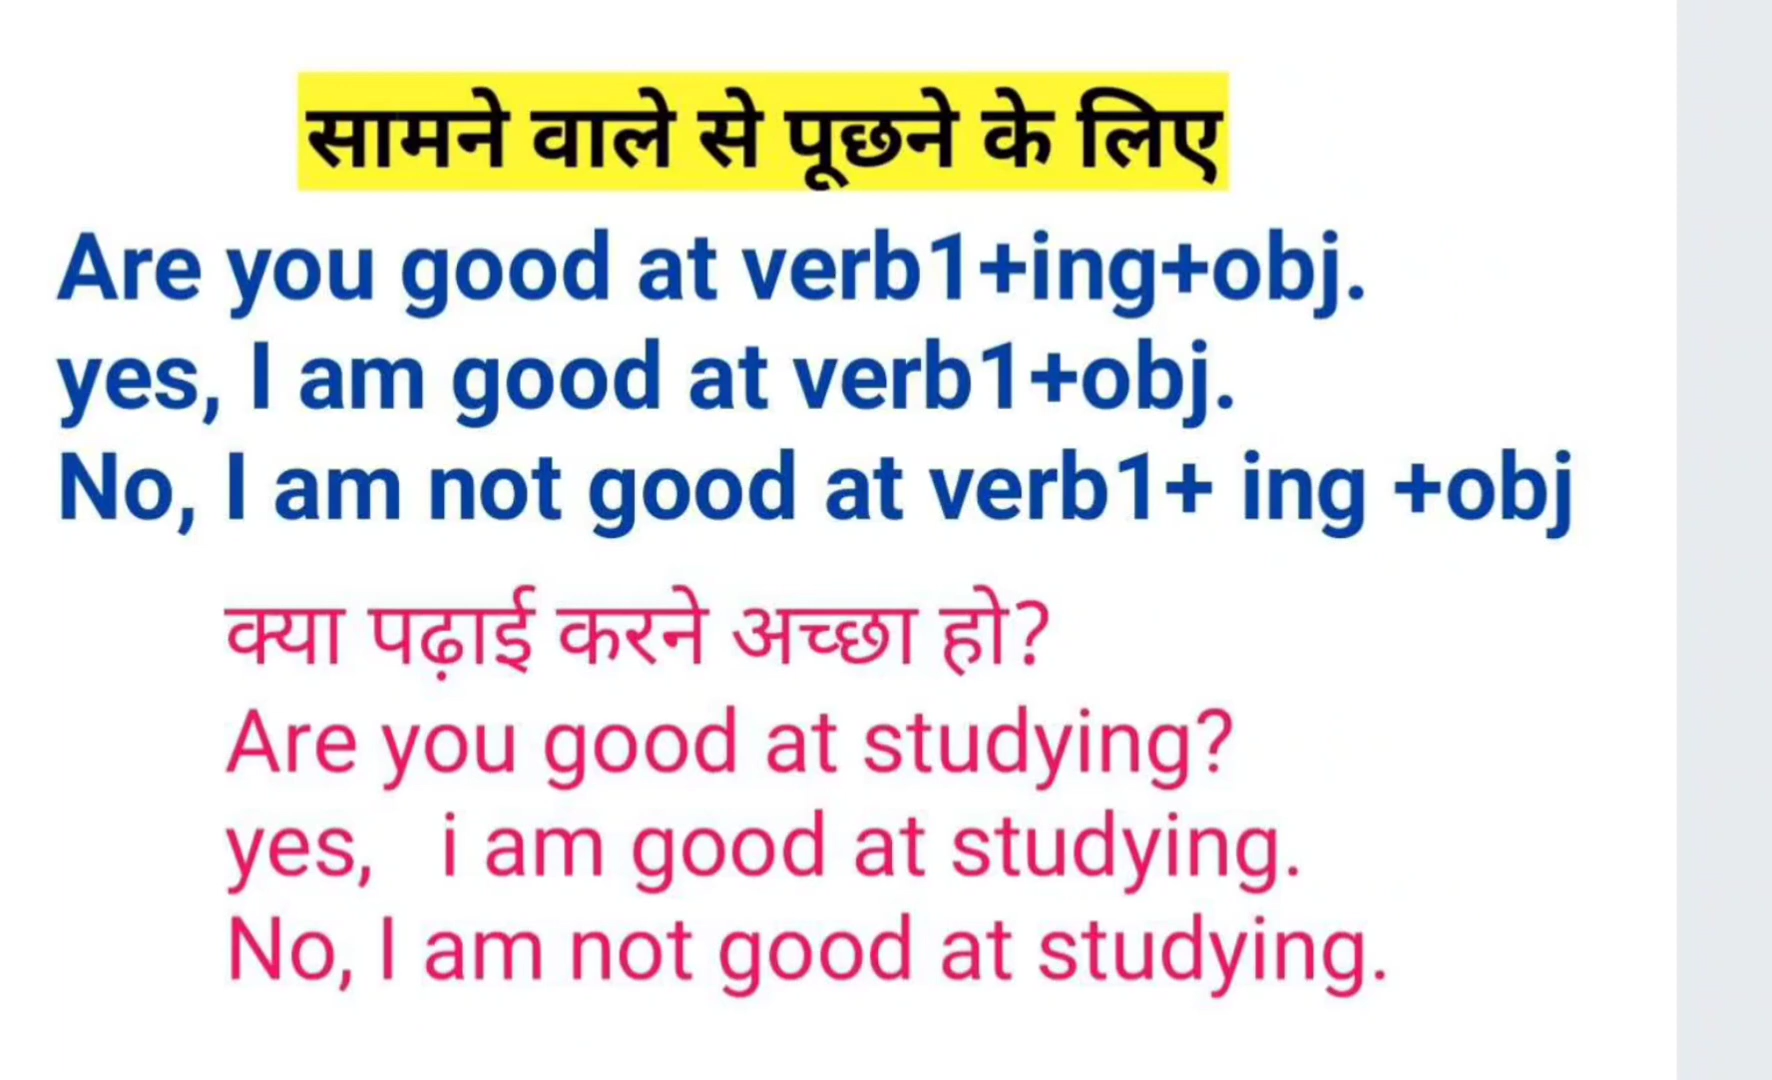 सामने वाले से पूछने के लिए
Are you good at verb1+ing+obj.
yes, I am good at verb1+obj.
No, I am not good at verb1+ ing +obj
क्या पढ़ाई करने अच्छा हो?
Are you good at studying?
yes, i am good at studying.
No, I am not good at studying.